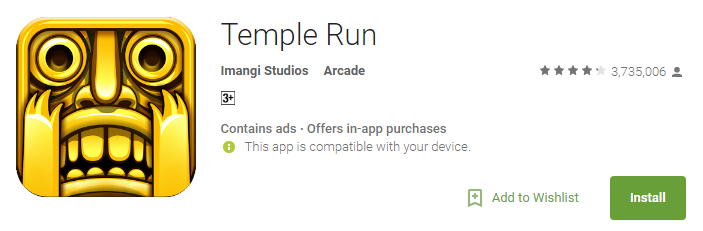 Temple Run
Imangi Studios Arcade
3,735,006
3+
Contains ads · Offers in-app purchases
This app is compatible with your device.
Add to Wishlist Install